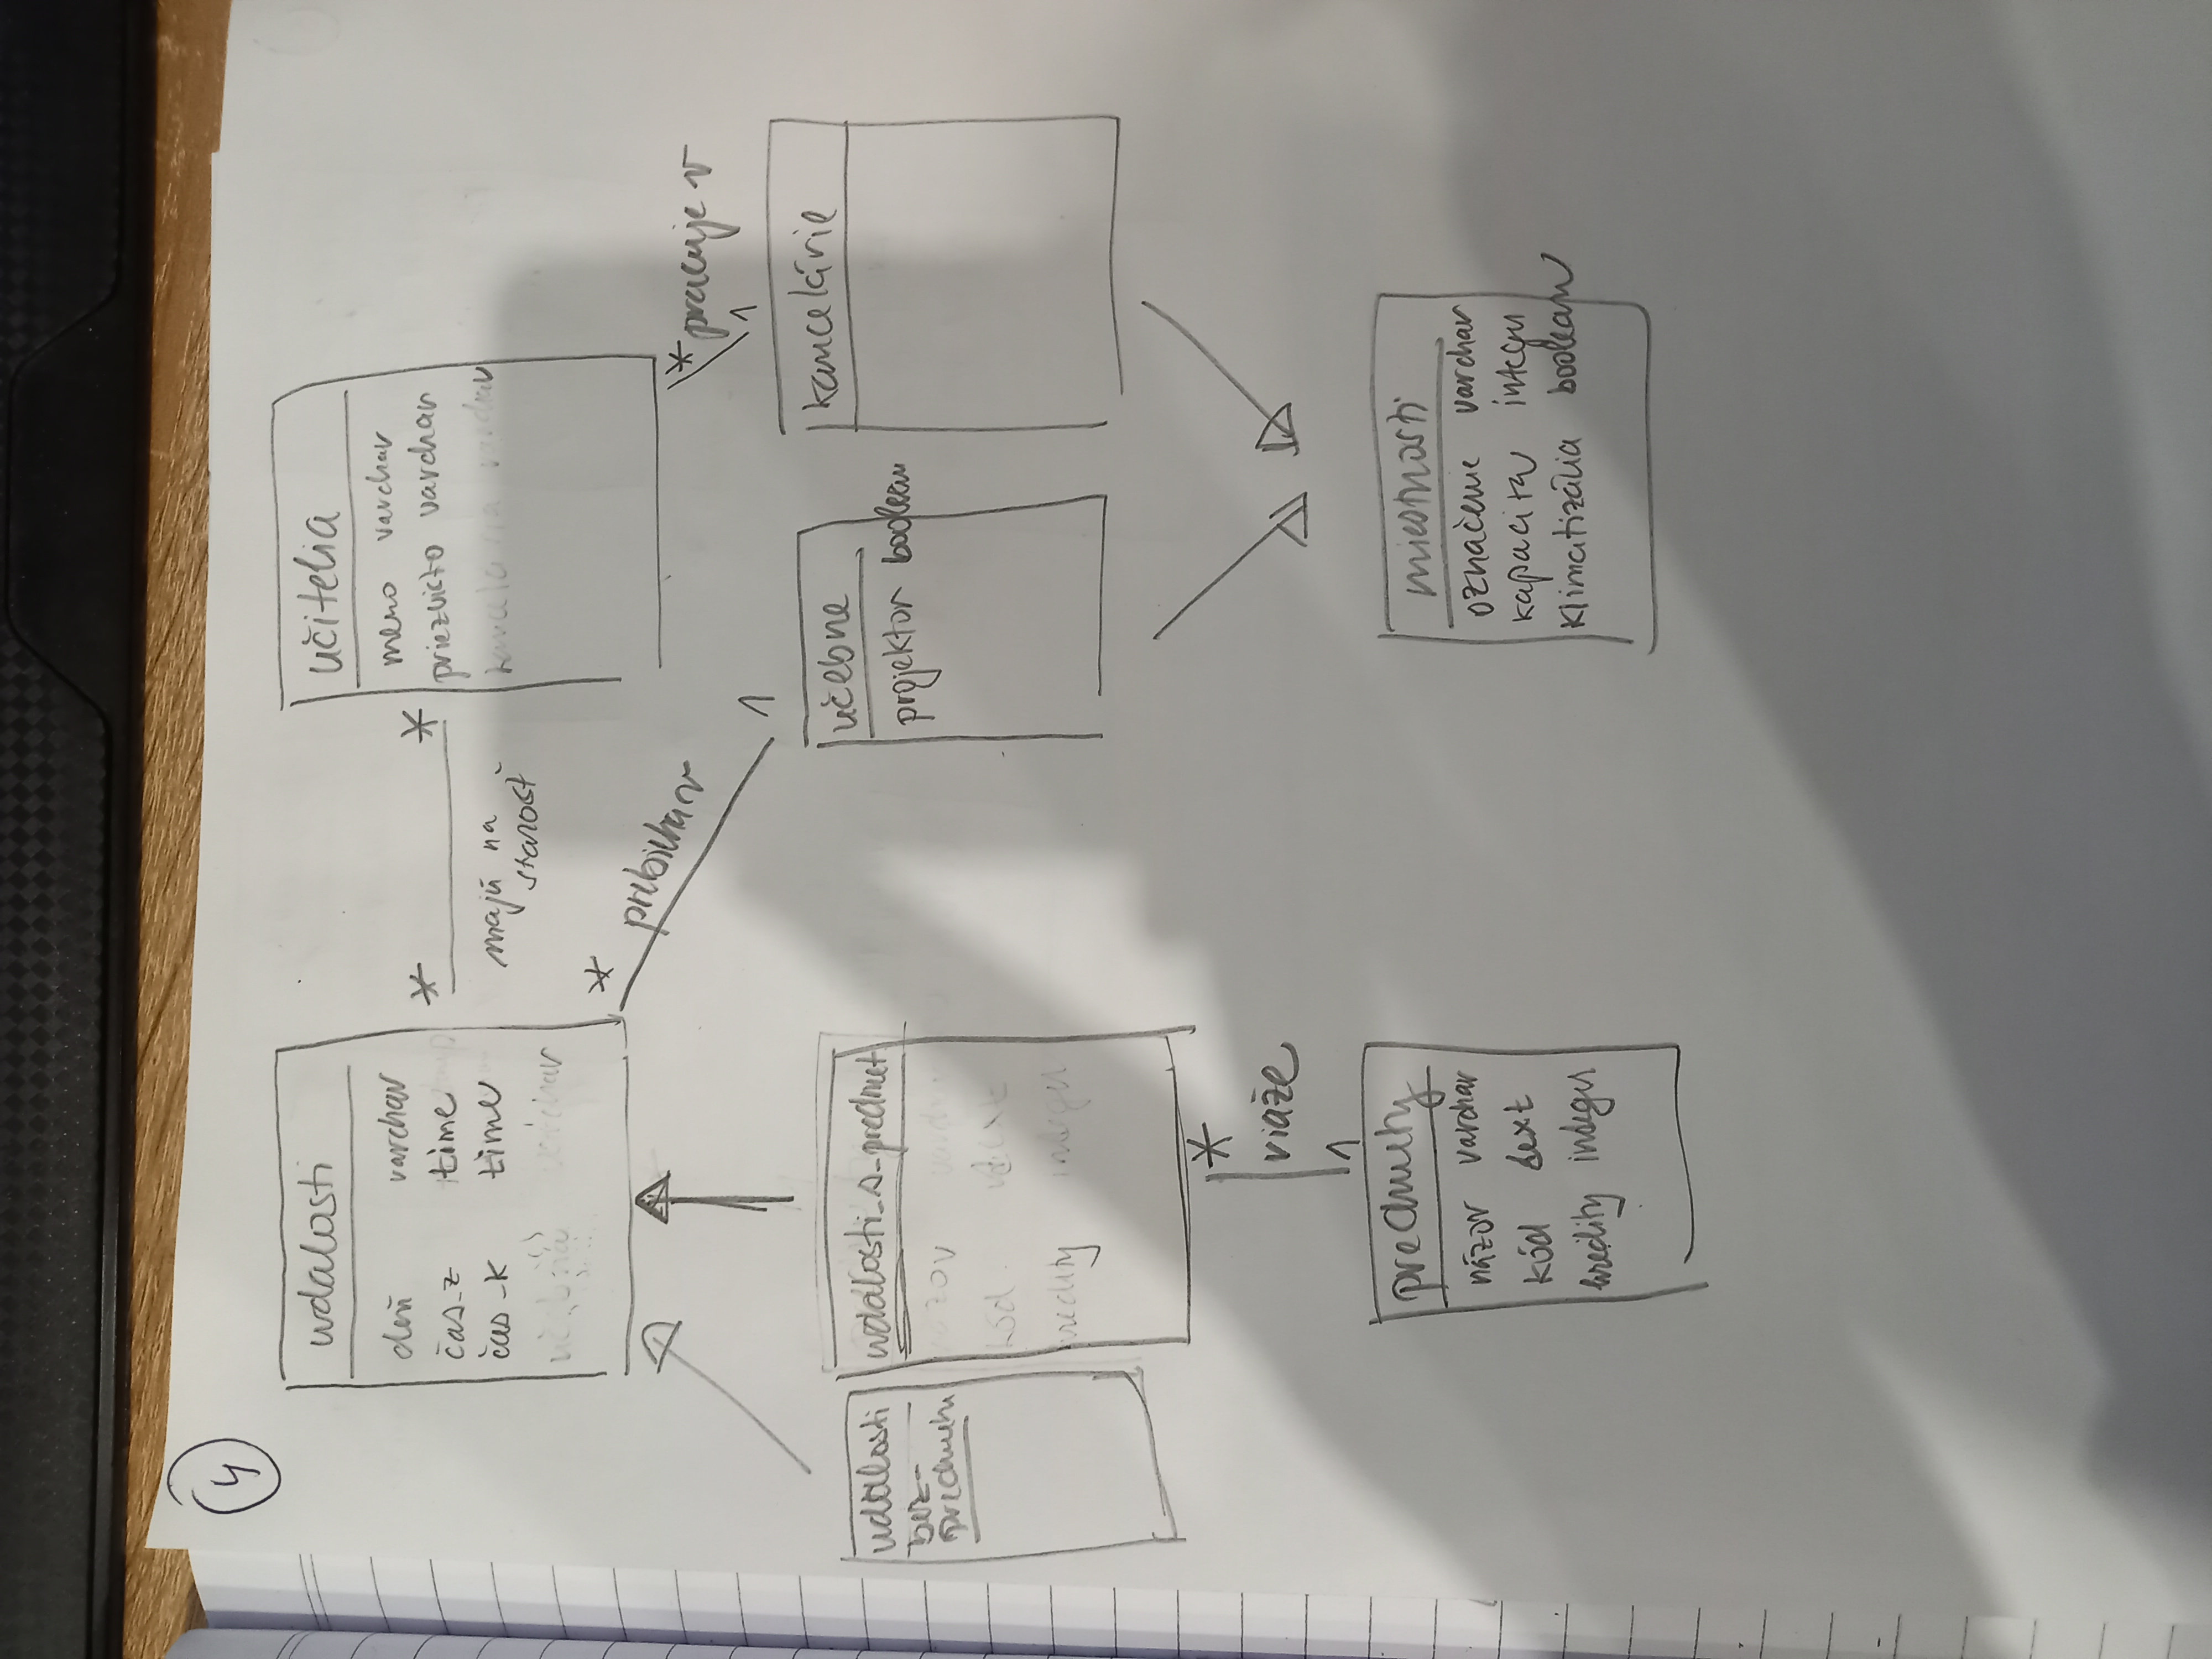 4
udalosti
deň varchar
čas_z time
čas_k time
učebňa varchar
učitelia
meno varchar
priezvisko varchar
kancelária varchar
* *
majú na
starosť
*
prebieha v
1
* pracuje v
1
udalosti
bez-
predmetu
udalosti_s_predmet
názov varchar
kód text
kredity integer
učebne
projektor boolean
kancelárie
*
viaže
1
predmety
názov varchar
kód text
kredity integer
miestnosti
označenie varchar
kapacita integer
klimatizália boolean